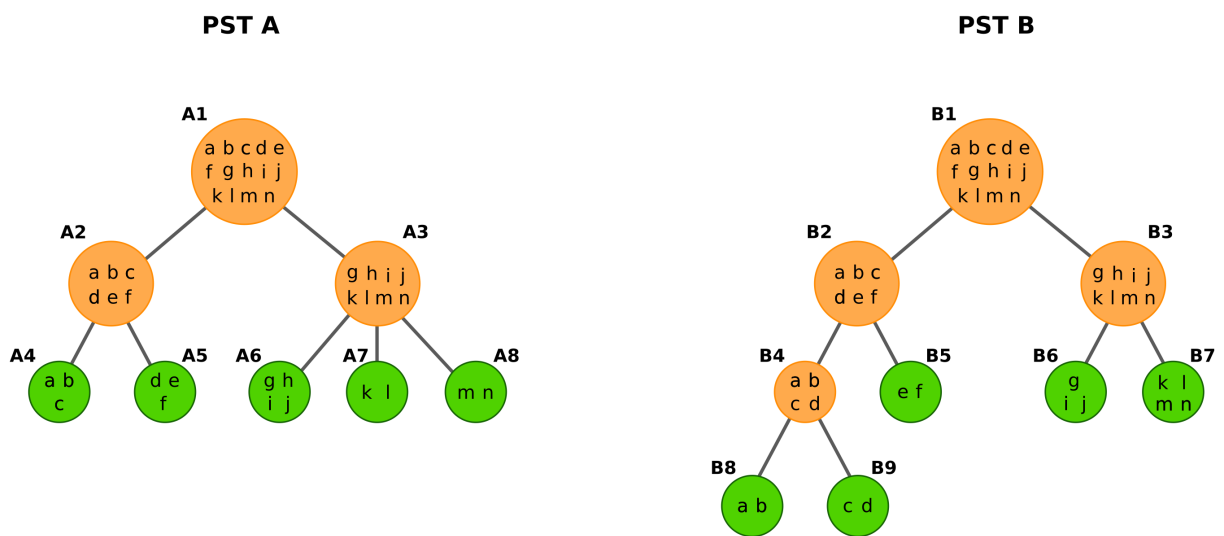 PST A
PST B
A1
a b c d e
f g h i j
k l m n
A2
a b c
d e f
A3
g h i j
k l m n
A4
a b
c
A5
d e
f
A6
g h
i j
A7
k l
A8
m n
B1
a b c d e
f g h i j
k l m n
B2
a b c
d e f
B3
g h i j
k l m n
B4
a b
c d
B5
e f
B6
g
i j
B7
k l
m n
B8
a b
B9
c d